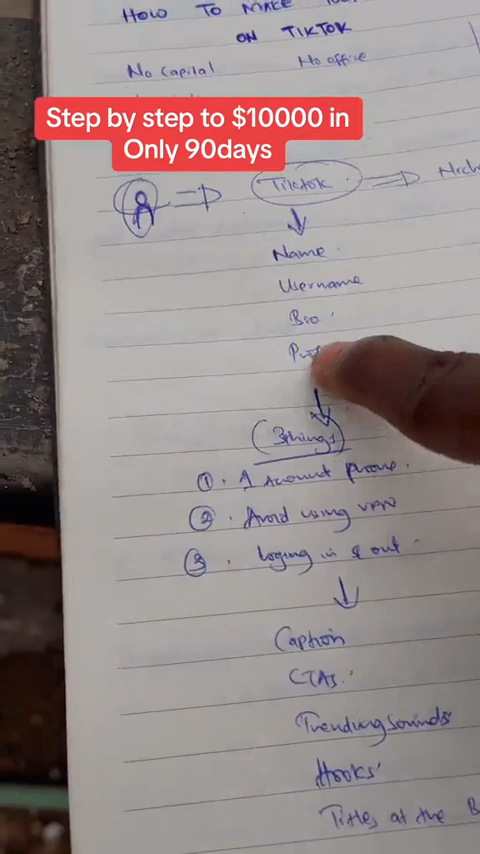 HOW TO MAKE
ON TIKTOK
No capital No office
Step by step to $10000 in
Only 90days
Tiktok
Name
Username
Bio
(3things)
① . 1 Account phone.
② . Avoid using VPN
③ . loging in & out
Caption
CTAs.
Trending sounds
Hooks
Titles at the B